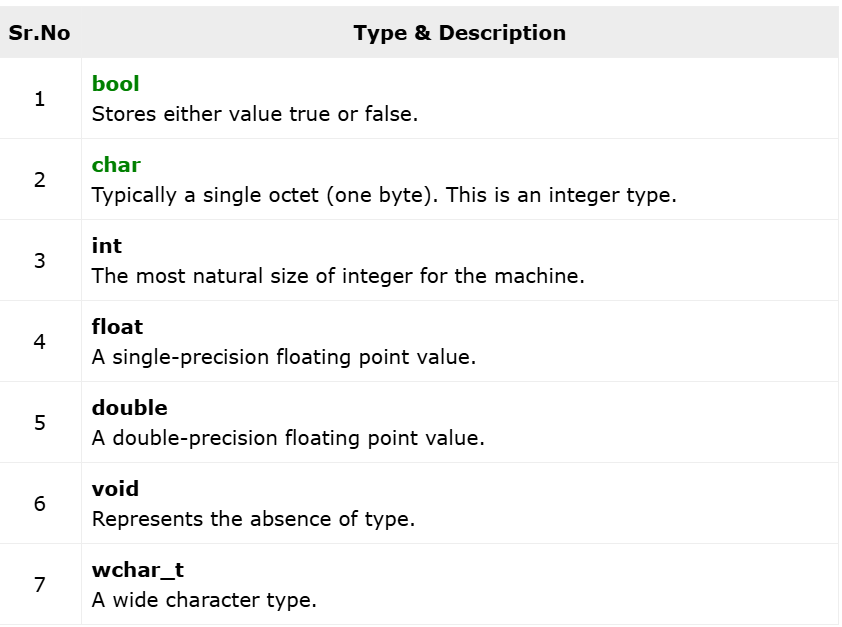 Sr.No Type & Description
1
bool
Stores either value true or false.
2
char
Typically a single octet (one byte). This is an integer type.
3
int
The most natural size of integer for the machine.
4
float
A single-precision floating point value.
5
double
A double-precision floating point value.
6
void
Represents the absence of type.
7
wchar_t
A wide character type.